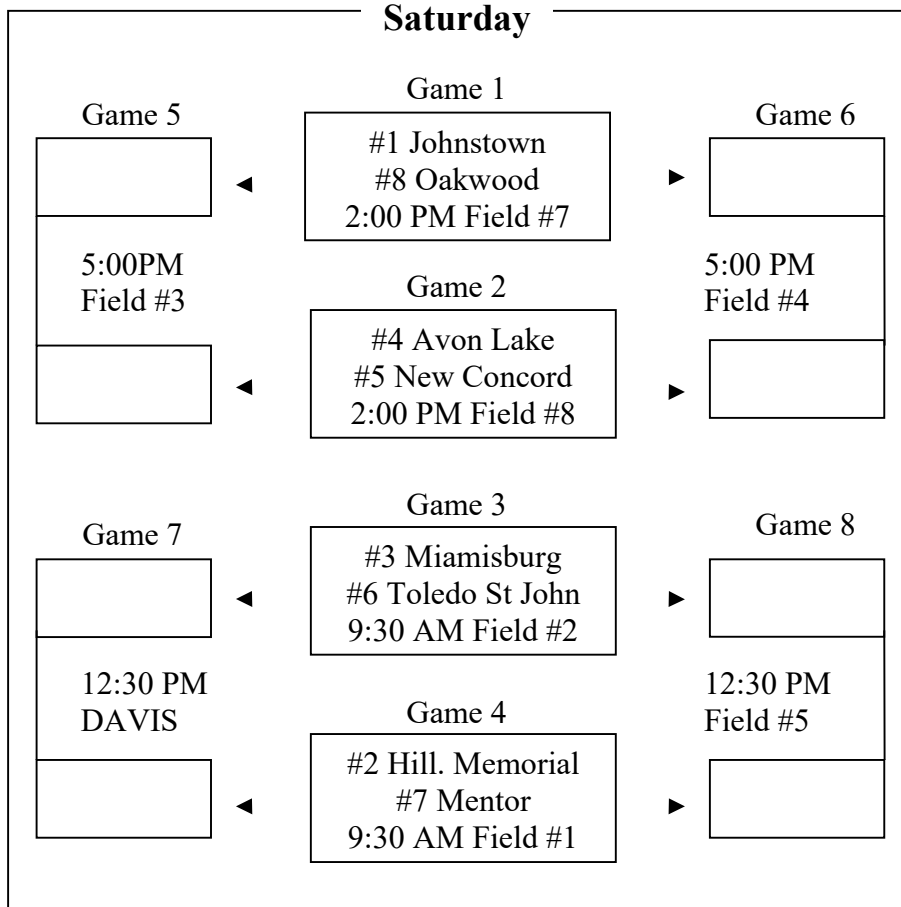 Saturday
Game 1
Game 5
Game 6
#1 Johnstown
#8 Oakwood
2:00 PM Field #7
5:00PM
Field #3
5:00 PM
Field #4
Game 2
#4 Avon Lake
#5 New Concord
2:00 PM Field #8
Game 3
Game 7
Game 8
#3 Miamisburg
#6 Toledo St John
9:30 AM Field #2
12:30 PM
DAVIS
12:30 PM
Field #5
Game 4
#2 Hill. Memorial
#7 Mentor
9:30 AM Field #1